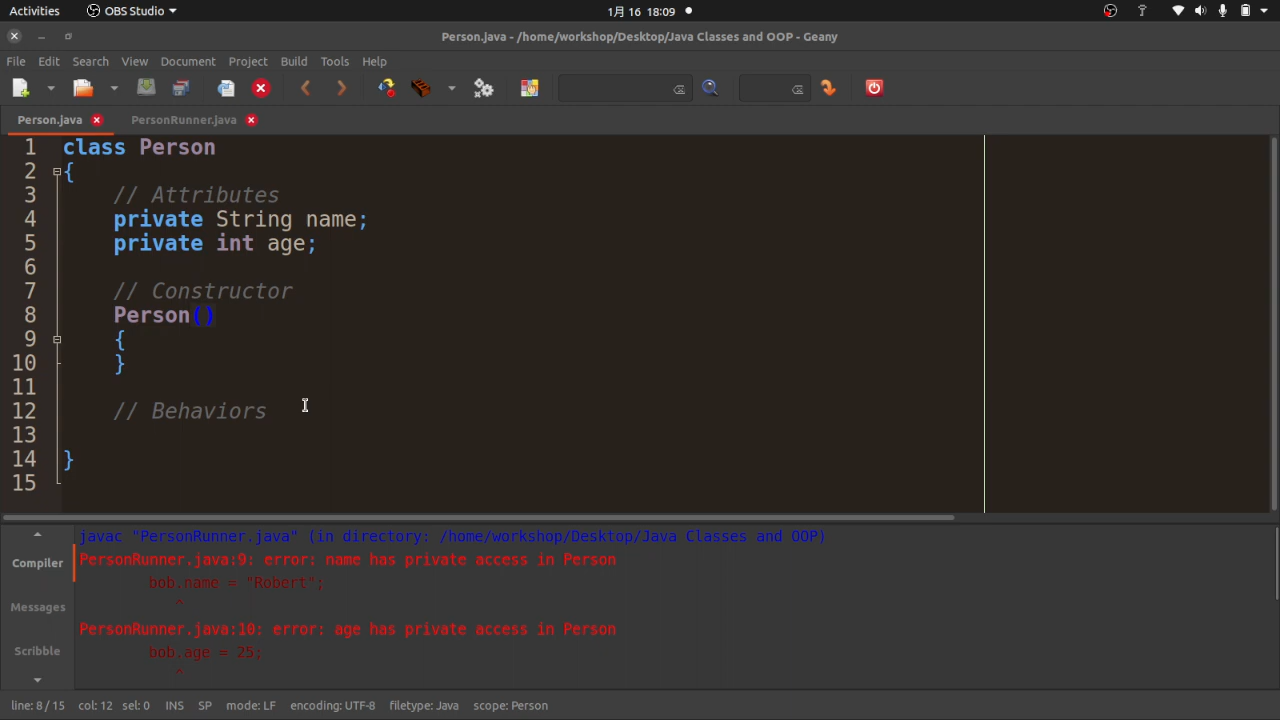 Activities OBS Studio 1月 16 18:09
Person.java - /home/workshop/Desktop/Java Classes and OOP - Geany
File Edit Search View Document Project Build Tools Help
Person.java PersonRunner.java
1 class Person
2 {
3 // Attributes
4 private String name;
5 private int age;
6
7 // Constructor
8 Person()
9 {
10 }
11
12 // Behaviors
13
14 }
15
Compiler
Messages
Scribble
javac "PersonRunner.java" (in directory: /home/workshop/Desktop/Java Classes and OOP)
PersonRunner.java:9: error: name has private access in Person
bob.name = "Robert";
^
PersonRunner.java:10: error: age has private access in Person
bob.age = 25;
^
line: 8 / 15 col: 12 sel: 0 INS SP mode: LF encoding: UTF-8 filetype: Java scope: Person